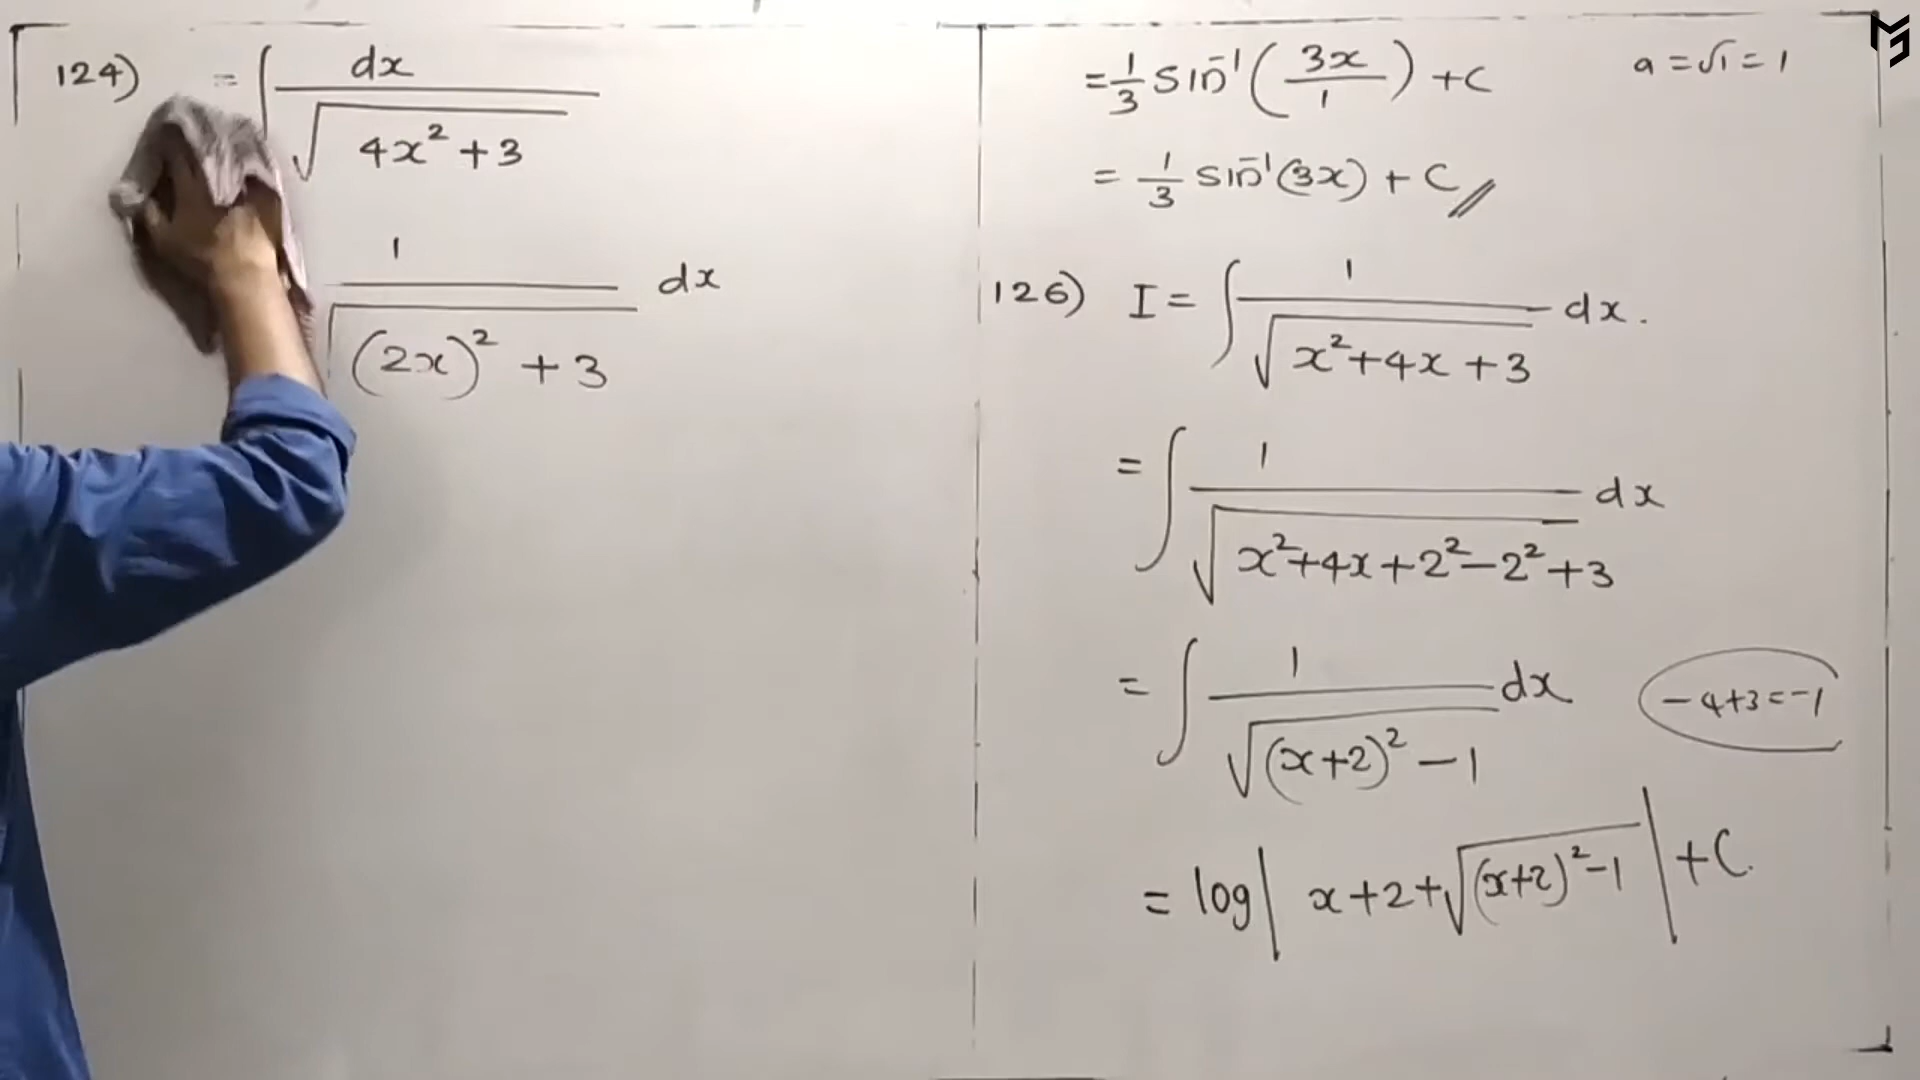 124) = ∫ dx / √(4x² + 3)
1 / √((2x)² + 3) dx
= 1/3 sin⁻¹ (3x/1) + C a = √1 = 1
= 1/3 sin⁻¹(3x) + C //
126) I = ∫ 1 / √(x² + 4x + 3) dx.
= ∫ 1 / √(x² + 4x + 2² - 2² + 3) dx
= ∫ 1 / √((x+2)² - 1) dx -4+3=-1
= log | x+2+√((x+2)² - 1) | + C.